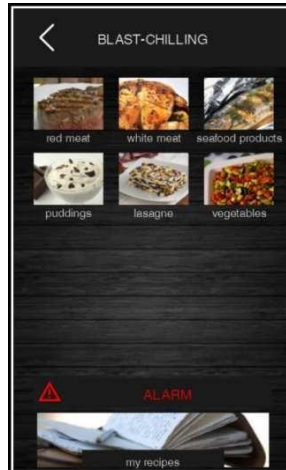 BLAST-CHILLING
red meat white meat seafood products
puddings lasagne vegetables
ALARM
my recipes